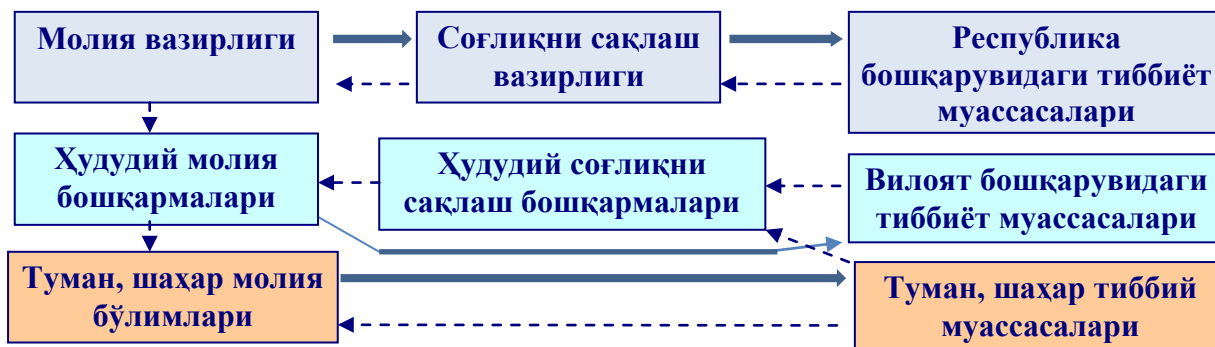 Молия вазирлиги
Соғлиқни сақлаш
вазирлиги
Республика
бошқарувидаги тиббиёт
муассасалари
Ҳудудий молия
бошқармалари
Ҳудудий соғлиқни
сақлаш бошқармалари
Вилоят бошқарувидаги
тиббиёт муассасалари
Туман, шаҳар молия
бўлимлари
Туман, шаҳар тиббий
муассасалари